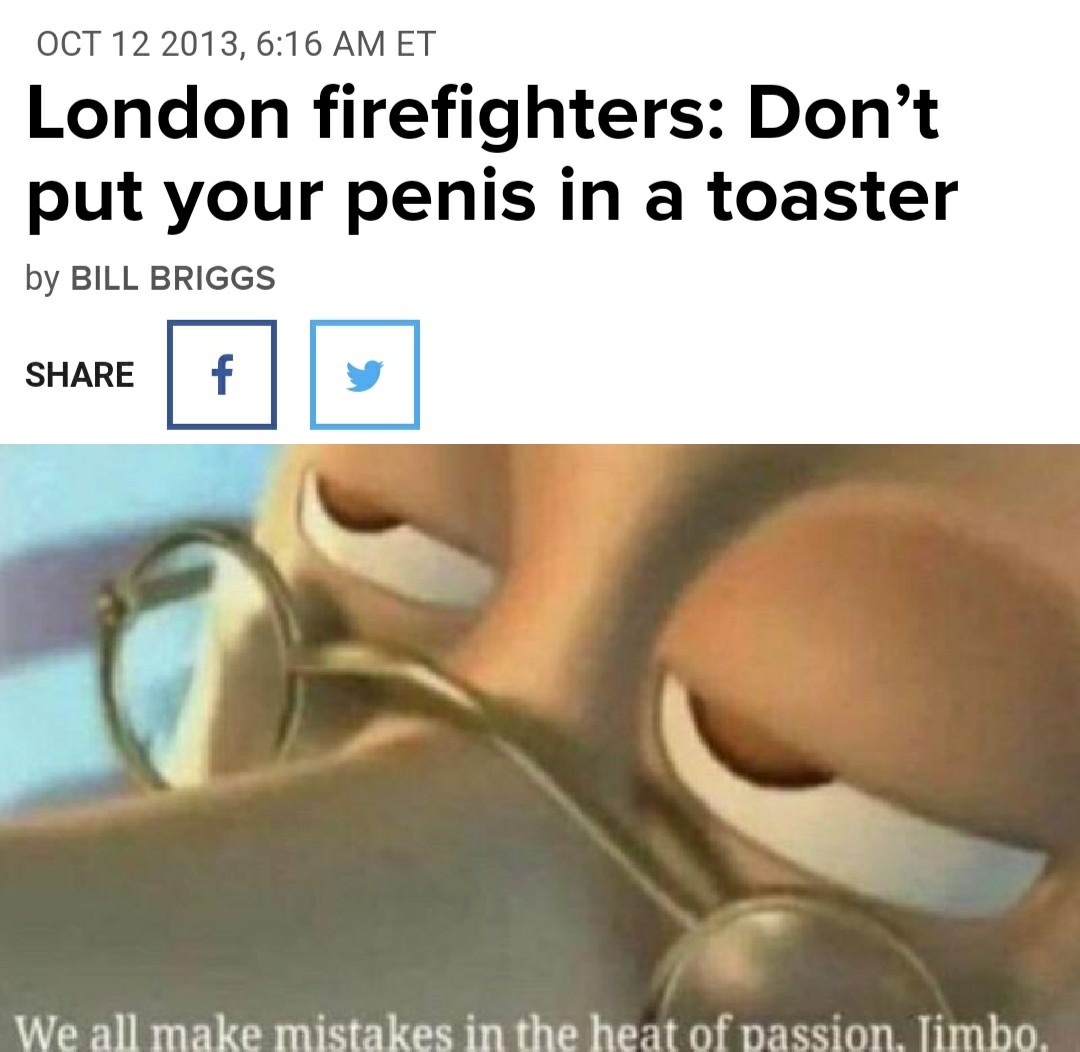 OCT 12 2013, 6:16 AM ET
London firefighters: Don’t
put your penis in a toaster
by BILL BRIGGS
SHARE f
We all make mistakes in the heat of passion, Jimbo.